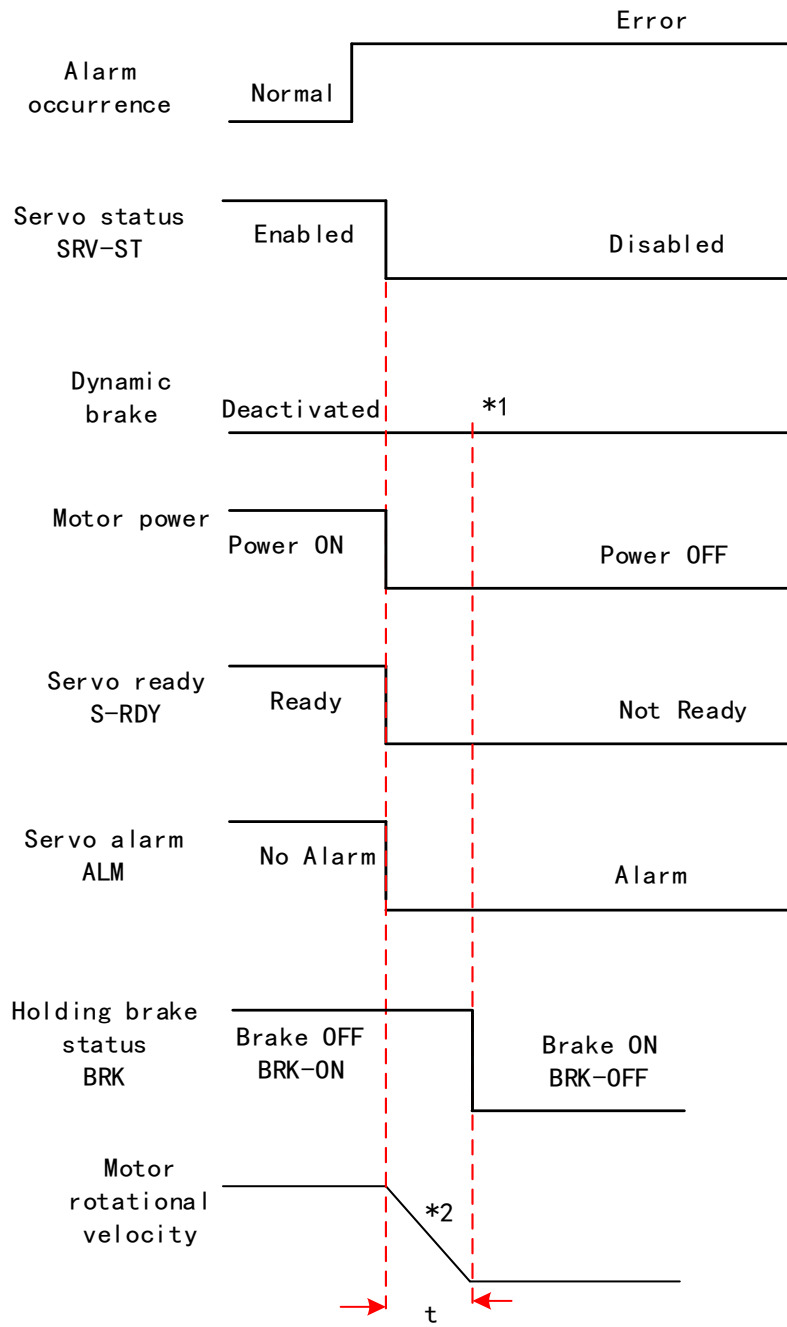 Error
Alarm
occurrence
Normal
Servo status
SRV-ST
Enabled
Disabled
Dynamic
brake
Deactivated
*1
Motor power
Power ON
Power OFF
Servo ready
S-RDY
Ready
Not Ready
Servo alarm
ALM
No Alarm
Alarm
Holding brake
status
BRK
Brake OFF
BRK-ON
Brake ON
BRK-OFF
Motor
rotational
velocity
*2
t